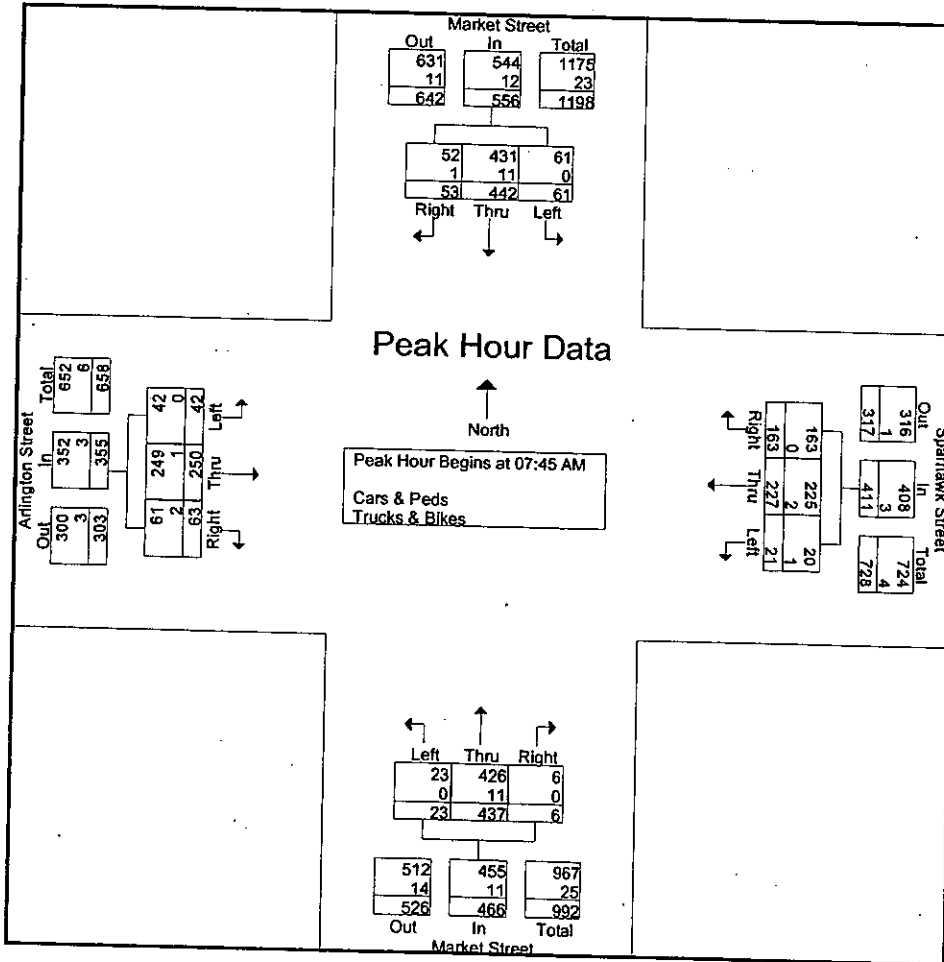 Market Street
Out In Total
631 544 1175
11 12 23
642 556 1198
52 431 61
1 11 0
53 442 61
Right Thru Left
Peak Hour Data
North
Peak Hour Begins at 07:45 AM
Cars & Peds
Trucks & Bikes
Arlington Street
Out In Total
300 352 652
3 3 6
303 355 658
61 249 42
2 1 0
63 250 42
Right Thru Left
Sparhawk Street
Out In Total
316 408 724
1 3 4
317 411 728
163 225 20
0 2 1
163 227 21
Right Thru Left
Left Thru Right
23 426 6
0 11 0
23 437 6
512 455 967
14 11 25
526 466 992
Out In Total
Market Street